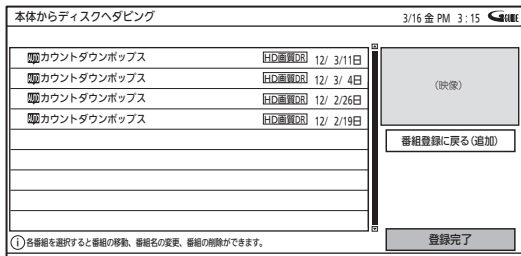 本体からディスクへダビング
3/16 金 PM 3:15 G-GUIDE
カウントダウンポップス HD画質DR 12/ 3/11日
カウントダウンポップス HD画質DR 12/ 3/ 4日
カウントダウンポップス HD画質DR 12/ 2/26日
カウントダウンポップス HD画質DR 12/ 2/19日
(映像)
番組登録に戻る(追加)
登録完了
i 各番組を選択すると番組の移動、番組名の変更、番組の削除ができます。